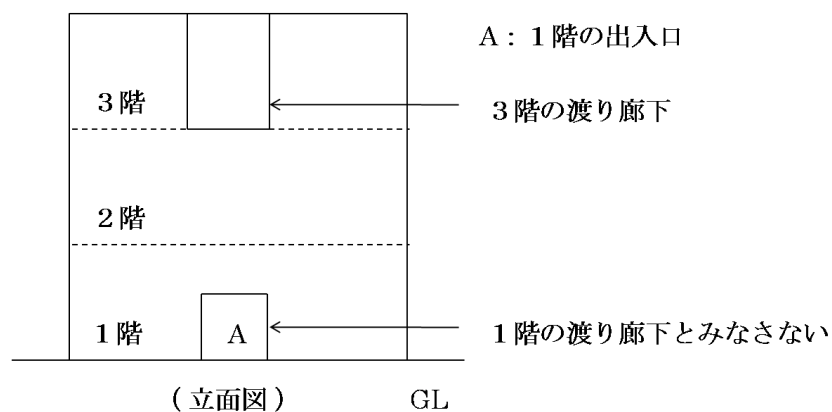 A：1階の出入口
3階
3階の渡り廊下
2階
1階
A
1階の渡り廊下とみなさない
(立面図)
GL